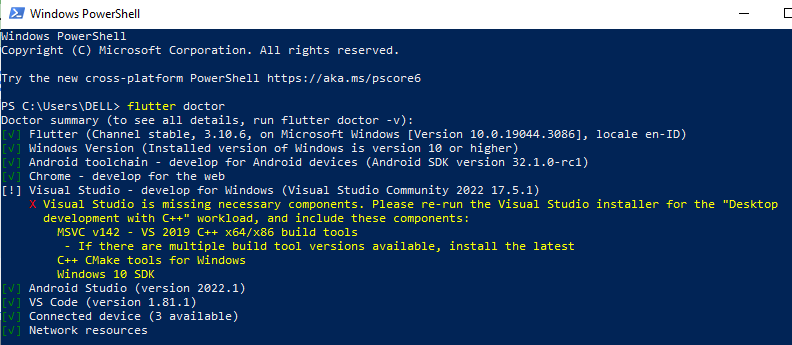 Windows PowerShell
Windows PowerShell
Copyright (C) Microsoft Corporation. All rights reserved.
Try the new cross-platform PowerShell https://aka.ms/pscore6
PS C:\Users\DELL> flutter doctor
Doctor summary (to see all details, run flutter doctor -v):
[√] Flutter (Channel stable, 3.10.6, on Microsoft Windows [Version 10.0.19044.3086], locale en-ID)
[√] Windows Version (Installed version of Windows is version 10 or higher)
[√] Android toolchain - develop for Android devices (Android SDK version 32.1.0-rc1)
[√] Chrome - develop for the web
[!] Visual Studio - develop for Windows (Visual Studio Community 2022 17.5.1)
X Visual Studio is missing necessary components. Please re-run the Visual Studio installer for the "Desktop
development with C++" workload, and include these components:
MSVC v142 - VS 2019 C++ x64/x86 build tools
- If there are multiple build tool versions available, install the latest
C++ CMake tools for Windows
Windows 10 SDK
[√] Android Studio (version 2022.1)
[√] VS Code (version 1.81.1)
[√] Connected device (3 available)
[√] Network resources